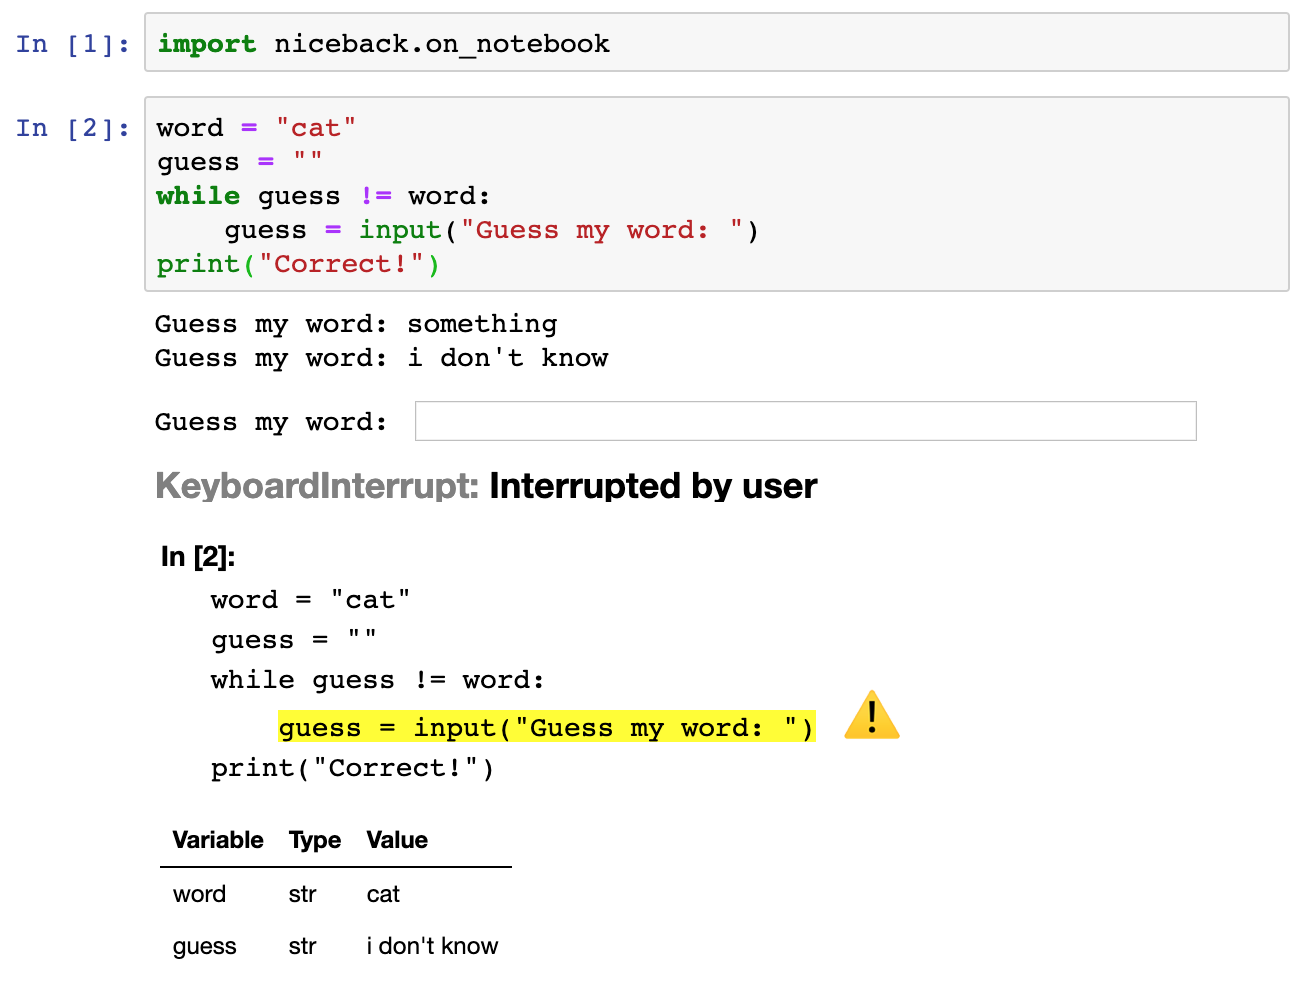 In [1]: import niceback.on_notebook
In [2]: word = "cat"
guess = ""
while guess != word:
    guess = input("Guess my word: ")
print("Correct!")
Guess my word: something
Guess my word: i don't know
Guess my word:
KeyboardInterrupt: Interrupted by user
In [2]:
word = "cat"
guess = ""
while guess != word:
    guess = input("Guess my word: ")
print("Correct!")
Variable Type Value
word str cat
guess str i don't know